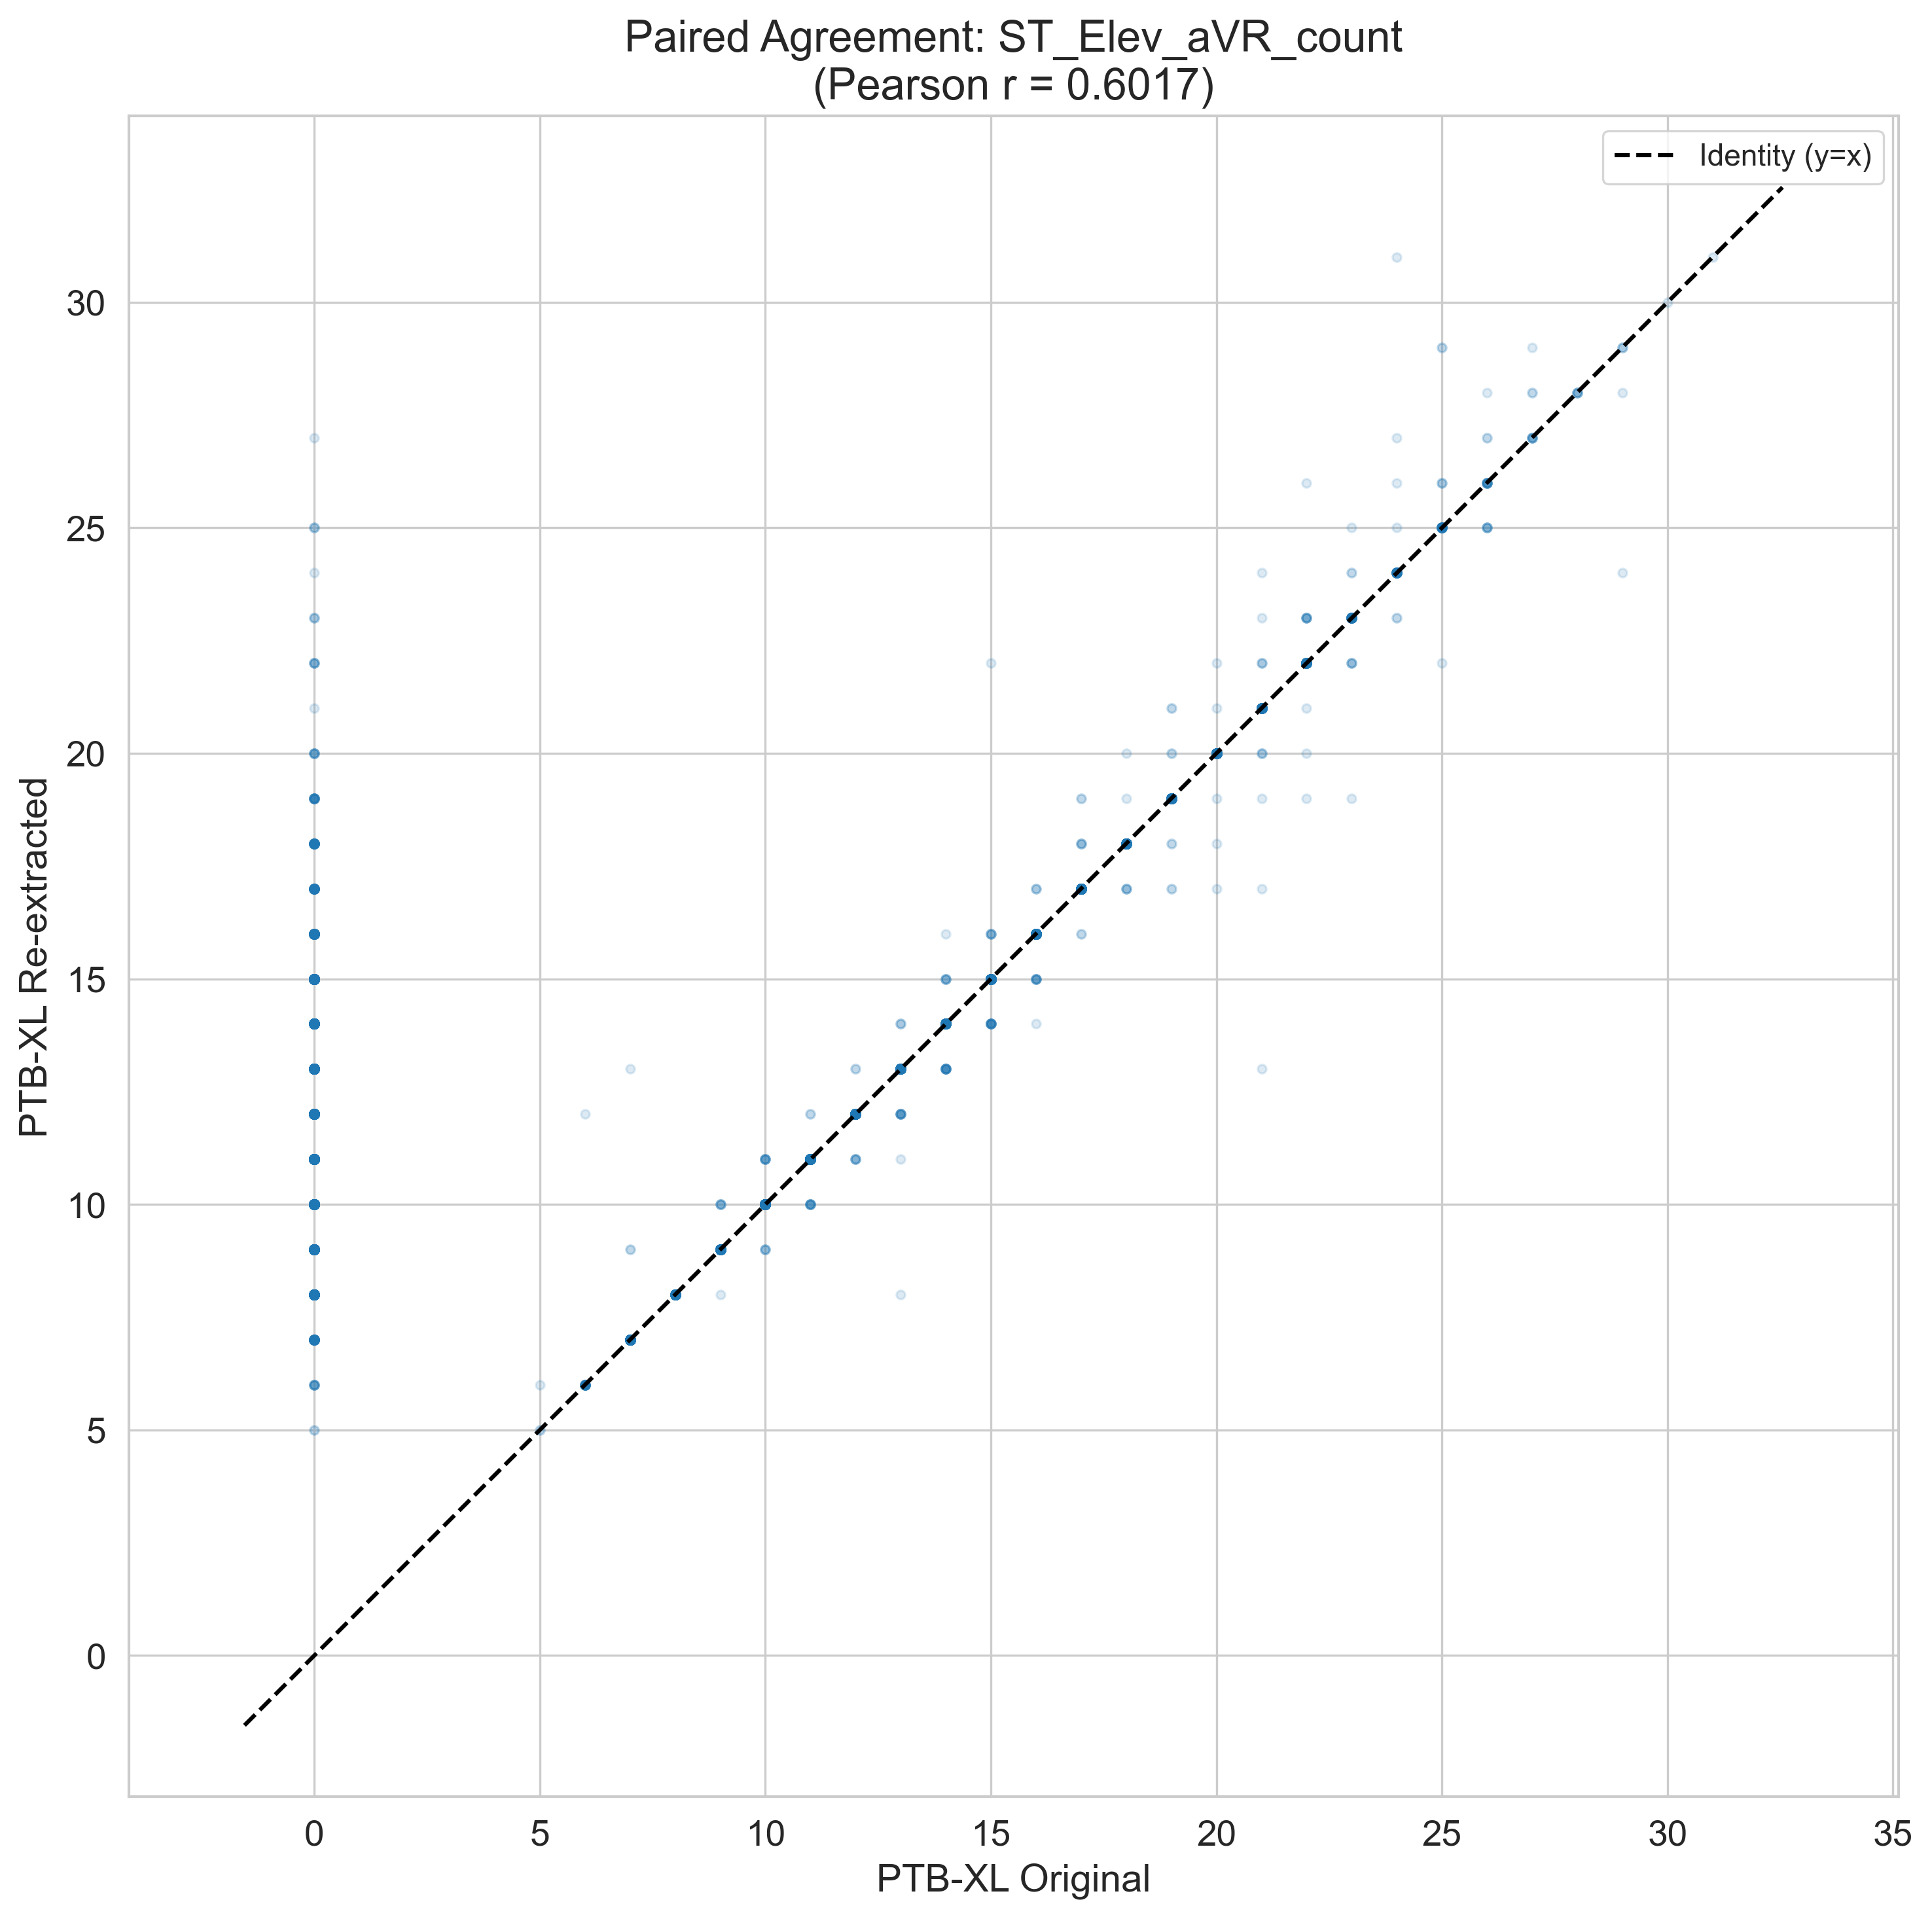 Paired Agreement: ST_Elev_aVR_count
(Pearson r = 0.6017)
Identity (y=x)
30
25
20
15
10
5
0
PTB-XL Re-extracted
0 5 10 15 20 25 30 35
PTB-XL Original